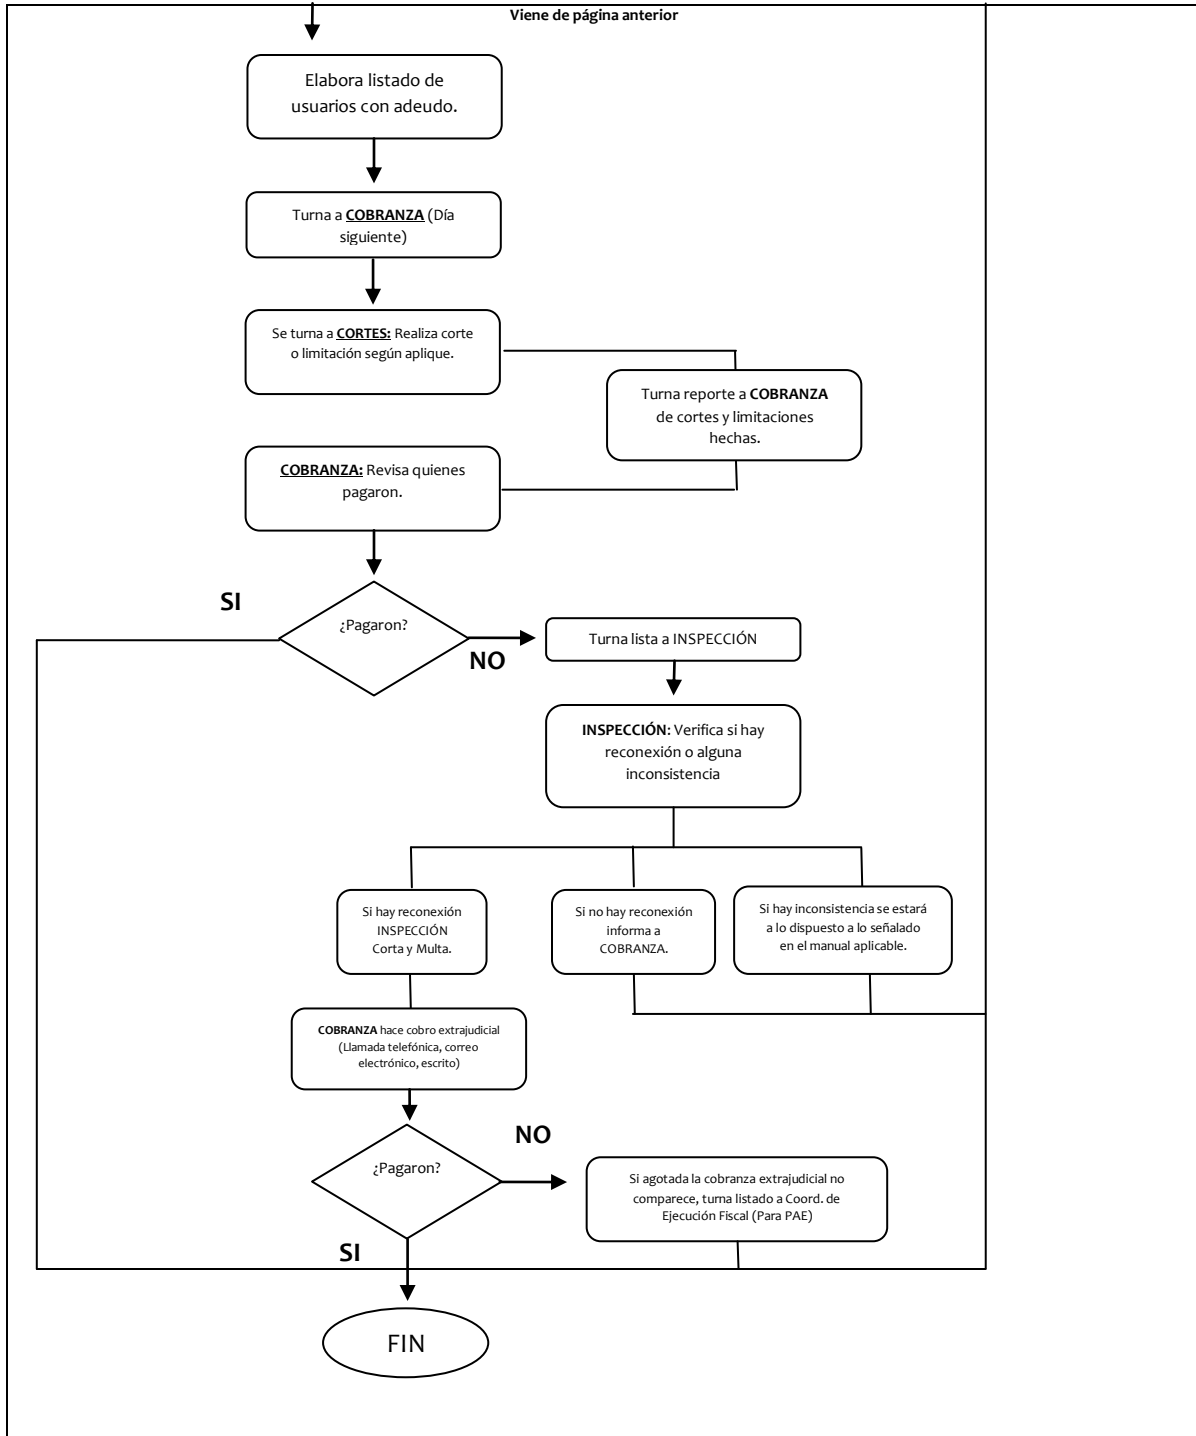 Viene de página anterior
Elabora listado de
usuarios con adeudo.
Turna a COBRANZA (Día
siguiente)
Se turna a CORTES: Realiza corte
o limitación según aplique.
Turna reporte a COBRANZA
de cortes y limitaciones
hechas.
COBRANZA: Revisa quienes
pagaron.
SI
¿Pagaron?
NO
Turna lista a INSPECCIÓN
INSPECCIÓN: Verifica si hay
reconexión o alguna
inconsistencia
Si hay reconexión
INSPECCIÓN
Corta y Multa.
Si no hay reconexión
informa a
COBRANZA.
Si hay inconsistencia se estará
a lo dispuesto a lo señalado
en el manual aplicable.
COBRANZA hace cobro extrajudicial
(Llamada telefónica, correo
electrónico, escrito)
¿Pagaron?
NO
Si agotada la cobranza extrajudicial no
comparece, turna listado a Coord. de
Ejecución Fiscal (Para PAE)
SI
FIN